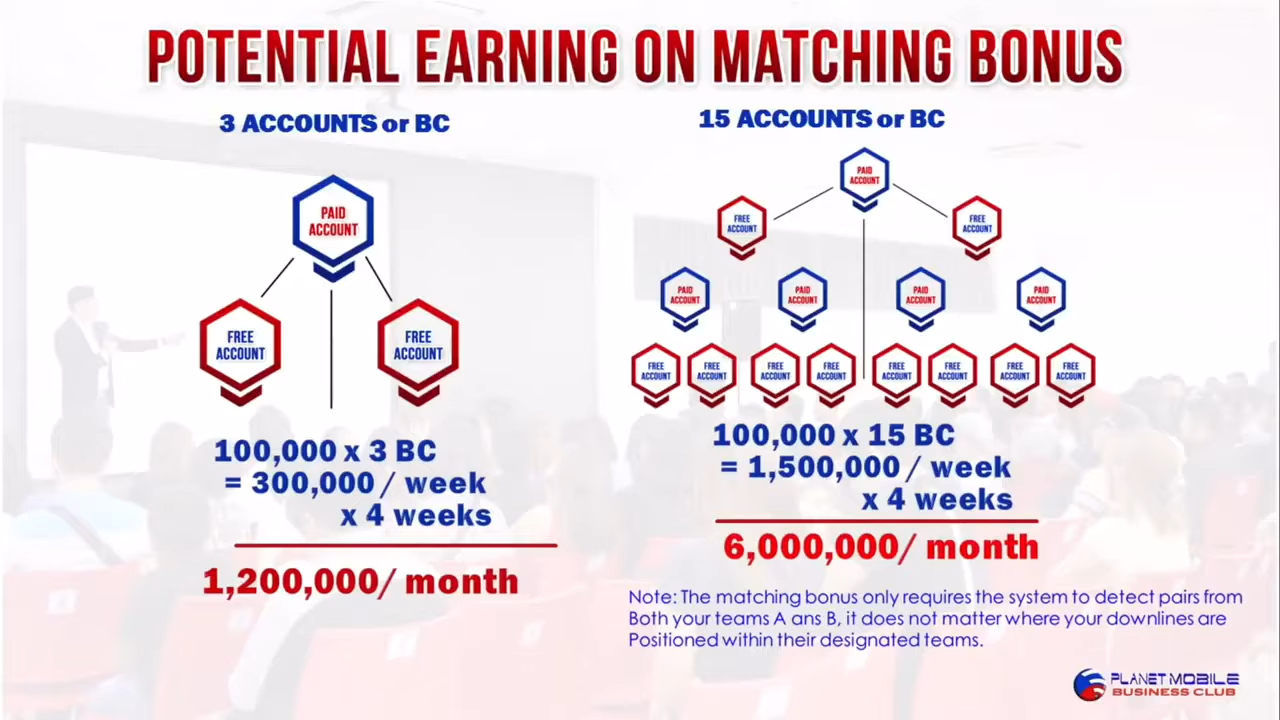 POTENTIAL EARNING ON MATCHING BONUS
3 ACCOUNTS or BC
PAID
ACCOUNT
FREE
ACCOUNT
FREE
ACCOUNT
100,000 x 3 BC
= 300,000 / week
x 4 weeks
1,200,000/ month
15 ACCOUNTS or BC
PAID
ACCOUNT
FREE
ACCOUNT
FREE
ACCOUNT
PAID
ACCOUNT
PAID
ACCOUNT
PAID
ACCOUNT
PAID
ACCOUNT
FREE
ACCOUNT
FREE
ACCOUNT
FREE
ACCOUNT
FREE
ACCOUNT
FREE
ACCOUNT
FREE
ACCOUNT
FREE
ACCOUNT
FREE
ACCOUNT
100,000 x 15 BC
= 1,500,000 / week
x 4 weeks
6,000,000/ month
Note: The matching bonus only requires the system to detect pairs from
Both your teams A ans B, it does not matter where your downlines are
Positioned within their designated teams.
PLANET MOBILE
BUSINESS CLUB